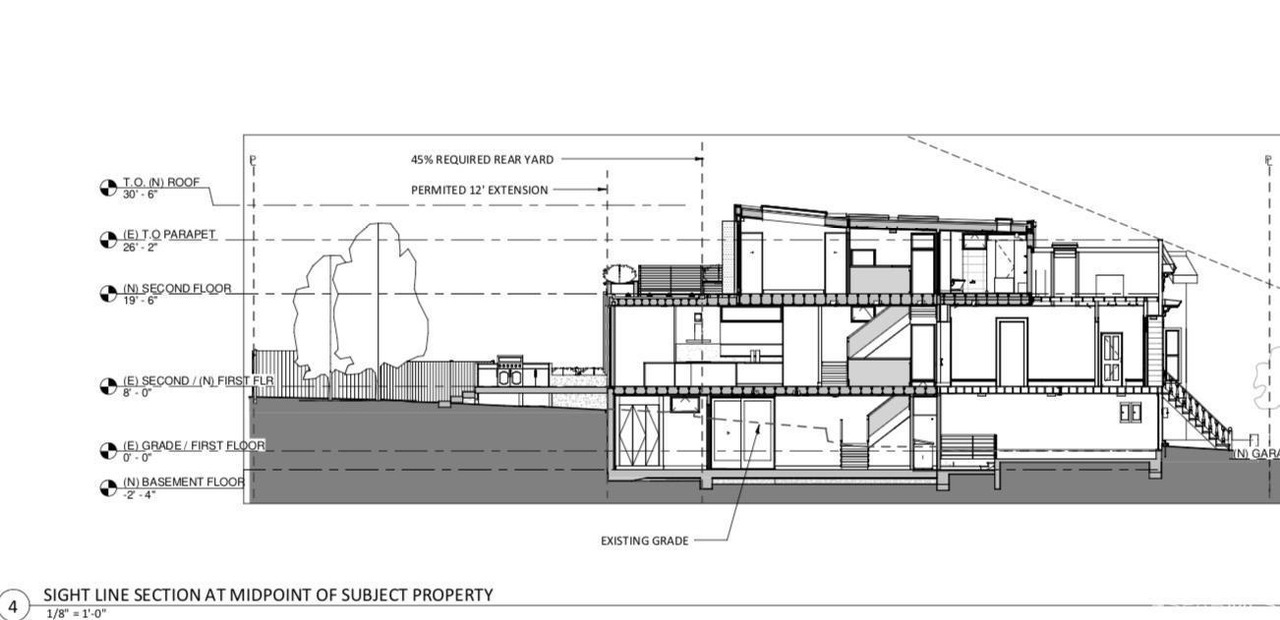 45% REQUIRED REAR YARD
PERMITED 12' EXTENSION
T.O. (N) ROOF
30' - 6"
(E) T.O PARAPET
26' - 2"
(N) SECOND FLOOR
19' - 6"
(E) SECOND / (N) FIRST FLR
8' - 0"
(E) GRADE / FIRST FLOOR
0' - 0"
(N) BASEMENT FLOOR
-2' - 4"
(N) GARA
EXISTING GRADE
4
SIGHT LINE SECTION AT MIDPOINT OF SUBJECT PROPERTY
1/8" = 1'-0"